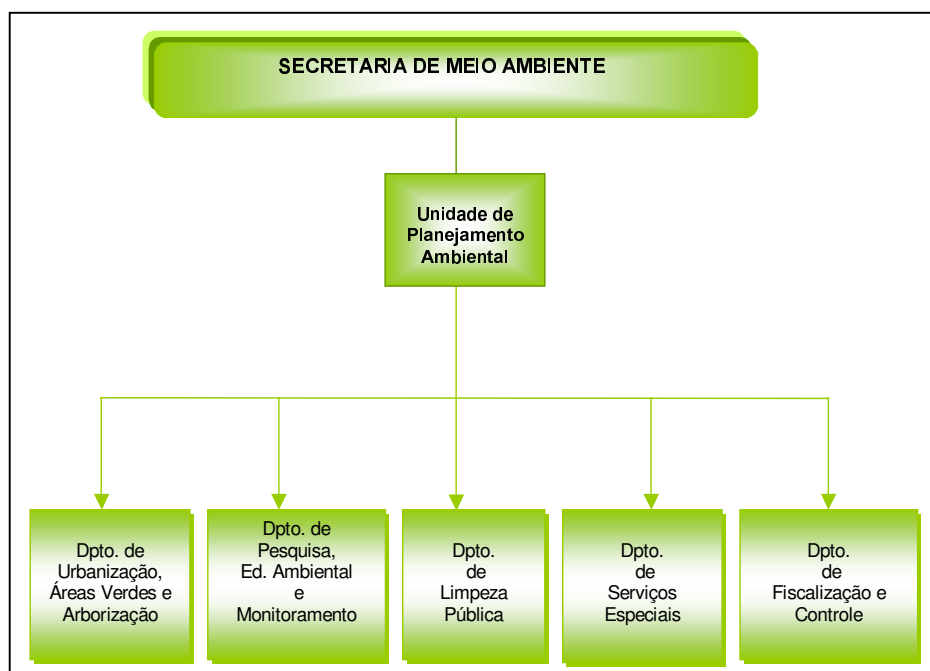 SECRETARIA DE MEIO AMBIENTE
Unidade de
Planejamento
Ambiental
Dpto. de
Urbanização,
Áreas Verdes e
Arborização
Dpto. de
Pesquisa,
Ed. Ambiental
e
Monitoramento
Dpto.
de
Limpeza
Pública
Dpto.
de
Serviços
Especiais
Dpto.
de
Fiscalização e
Controle